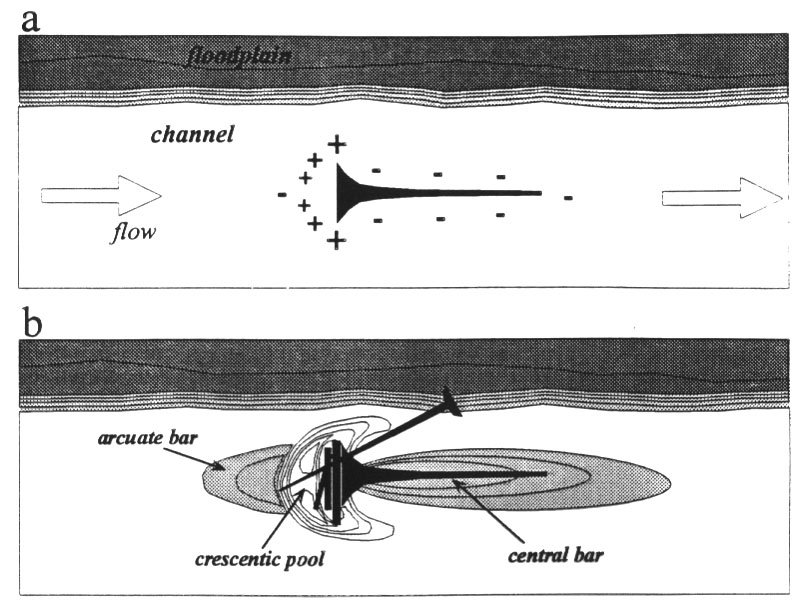 a
floodplain
channel
flow
b
arcuate bar
crescentic pool
central bar